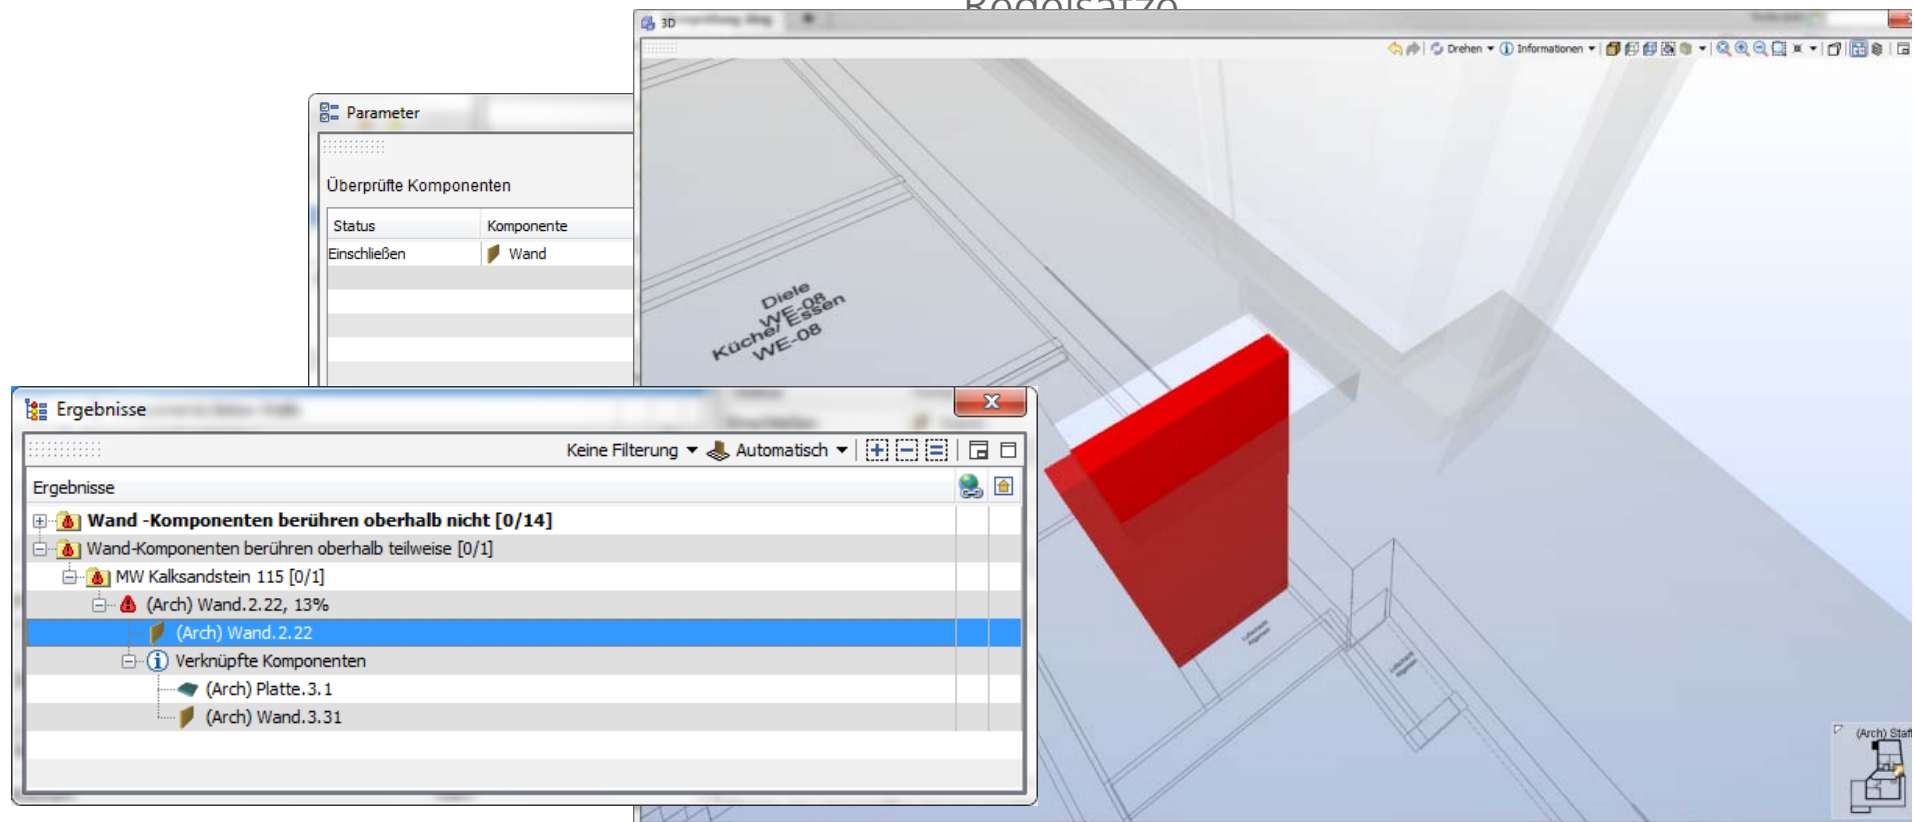 Regelsätze
3D
Drehen
Informationen
Parameter
Überprüfte Komponenten
Status Komponente
Einschließen Wand
Diele
WE-08
Küche/ Essen
WE-08
Ergebnisse
Keine Filterung Automatisch
Ergebnisse
Wand -Komponenten berühren oberhalb nicht [0/14]
Wand-Komponenten berühren oberhalb teilweise [0/1]
MW Kalksandstein 115 [0/1]
(Arch) Wand.2.22, 13%
(Arch) Wand.2.22
Verknüpfte Komponenten
(Arch) Platte.3.1
(Arch) Wand.3.31
(Arch) Staff